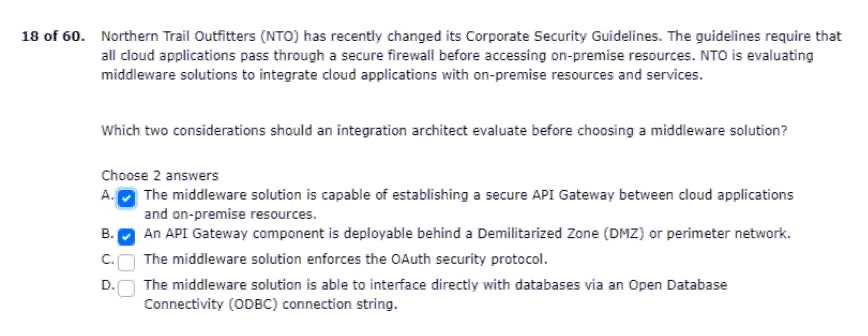 18 of 60. Northern Trail Outfitters (NTO) has recently changed its Corporate Security Guidelines. The guidelines require that
all cloud applications pass through a secure firewall before accessing on-premise resources. NTO is evaluating
middleware solutions to integrate cloud applications with on-premise resources and services.
Which two considerations should an integration architect evaluate before choosing a middleware solution?
Choose 2 answers
A. The middleware solution is capable of establishing a secure API Gateway between cloud applications
and on-premise resources.
B. An API Gateway component is deployable behind a Demilitarized Zone (DMZ) or perimeter network.
C. The middleware solution enforces the OAuth security protocol.
D. The middleware solution is able to interface directly with databases via an Open Database
Connectivity (ODBC) connection string.